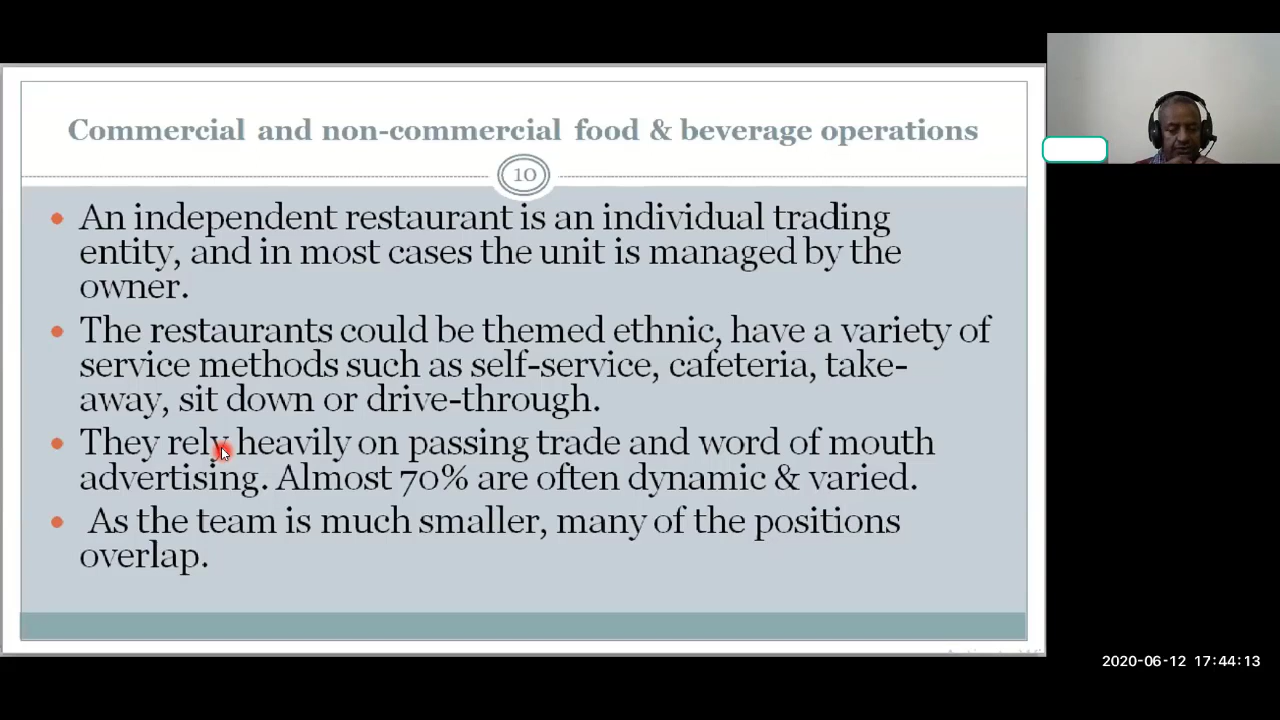 Commercial and non-commercial food & beverage operations
10
• An independent restaurant is an individual trading
entity, and in most cases the unit is managed by the
owner.
• The restaurants could be themed ethnic, have a variety of
service methods such as self-service, cafeteria, take-
away, sit down or drive-through.
• They rely heavily on passing trade and word of mouth
advertising. Almost 70% are often dynamic & varied.
• As the team is much smaller, many of the positions
overlap.
2020-06-12 17:44:13